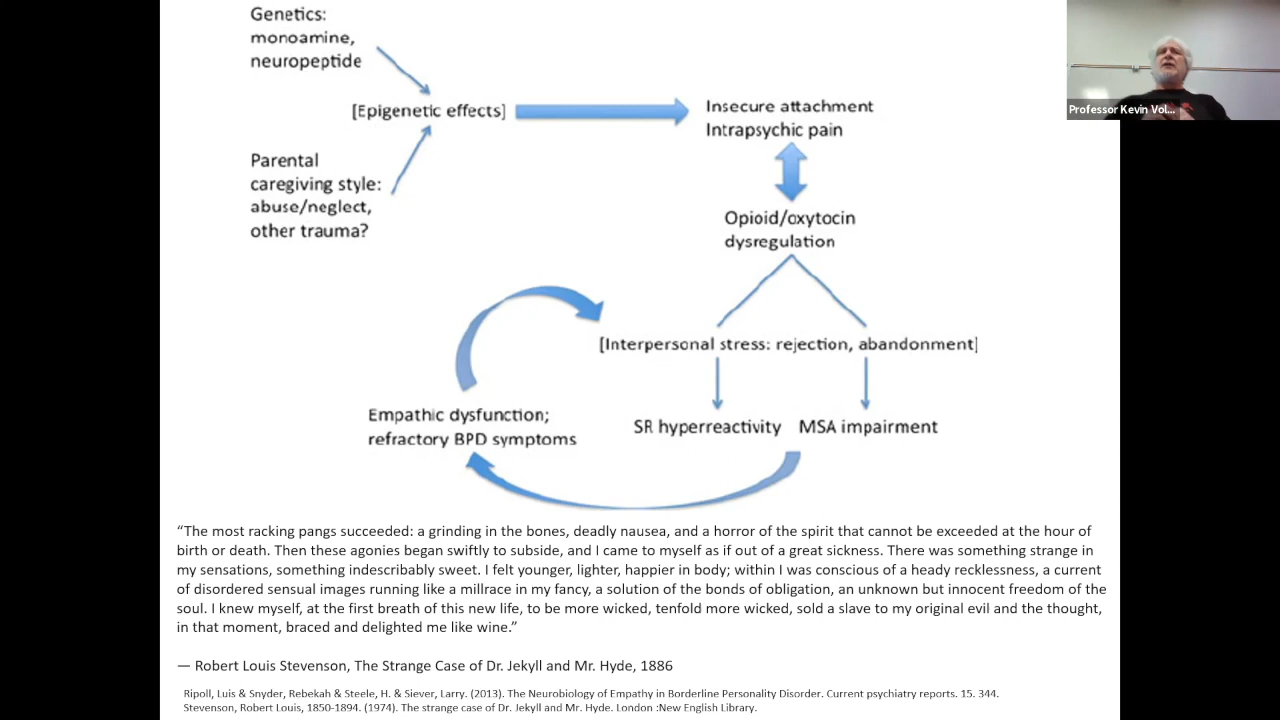 Genetics:
monoamine,
neuropeptide
Professor Kevin Vol...
[Epigenetic effects]
Insecure attachment
Intrapsychic pain
Parental
caregiving style:
abuse/neglect,
other trauma?
Opioid/oxytocin
dysregulation
[Interpersonal stress: rejection, abandonment]
Empathic dysfunction;
refractory BPD symptoms
SR hyperreactivity
MSA impairment
“The most racking pangs succeeded: a grinding in the bones, deadly nausea, and a horror of the spirit that cannot be exceeded at the hour of
birth or death. Then these agonies began swiftly to subside, and I came to myself as if out of a great sickness. There was something strange in
my sensations, something indescribably sweet. I felt younger, lighter, happier in body; within I was conscious of a heady recklessness, a current
of disordered sensual images running like a millrace in my fancy, a solution of the bonds of obligation, an unknown but innocent freedom of the
soul. I knew myself, at the first breath of this new life, to be more wicked, tenfold more wicked, sold a slave to my original evil and the thought,
in that moment, braced and delighted me like wine.”
— Robert Louis Stevenson, The Strange Case of Dr. Jekyll and Mr. Hyde, 1886
Ripoll, Luis & Snyder, Rebekah & Steele, H. & Siever, Larry. (2013). The Neurobiology of Empathy in Borderline Personality Disorder. Current psychiatry reports. 15. 344.
Stevenson, Robert Louis, 1850-1894. (1974). The strange case of Dr. Jekyll and Mr. Hyde. London :New English Library.